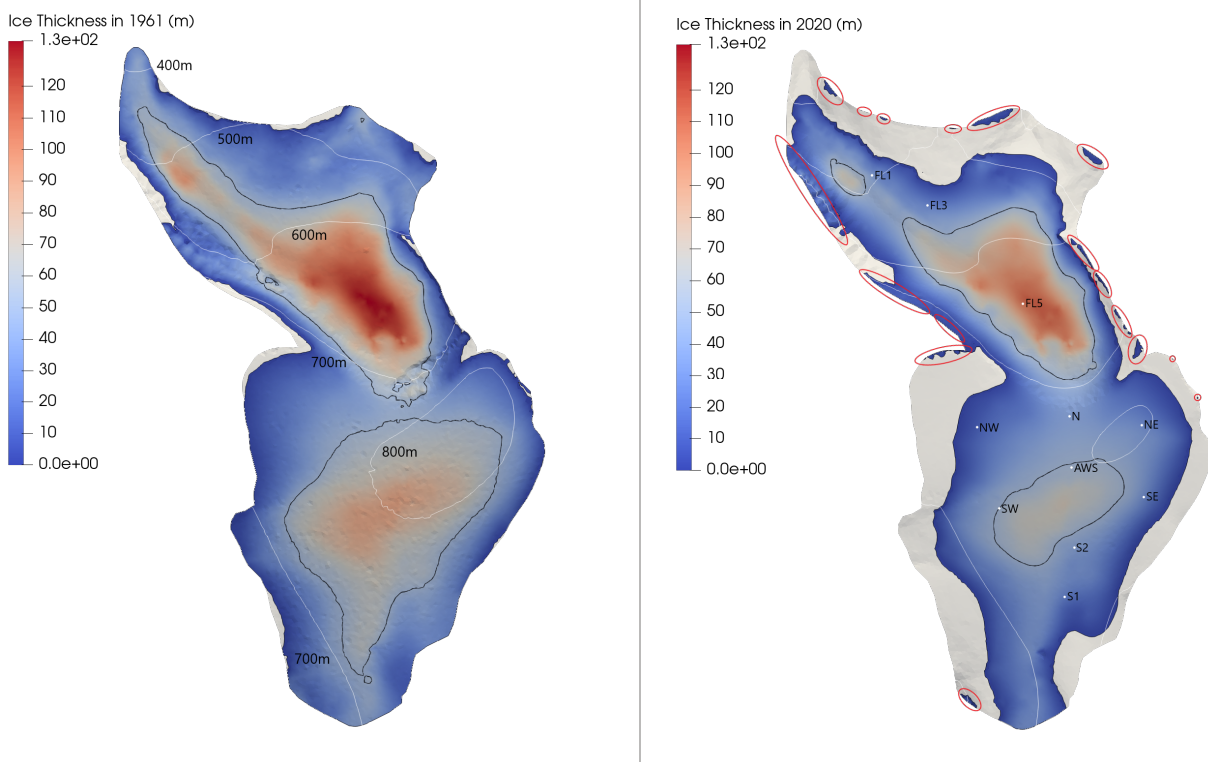 Ice Thickness in 1961 (m)
1.3e+02
120
110
100
90
80
70
60
50
40
30
20
10
0.0e+00
400m
500m
600m
700m
800m
700m
Ice Thickness in 2020 (m)
1.3e+02
120
110
100
90
80
70
60
50
40
30
20
10
0.0e+00
FL1
FL3
FL5
N
NW
NE
AWS
SE
SW
S2
S1